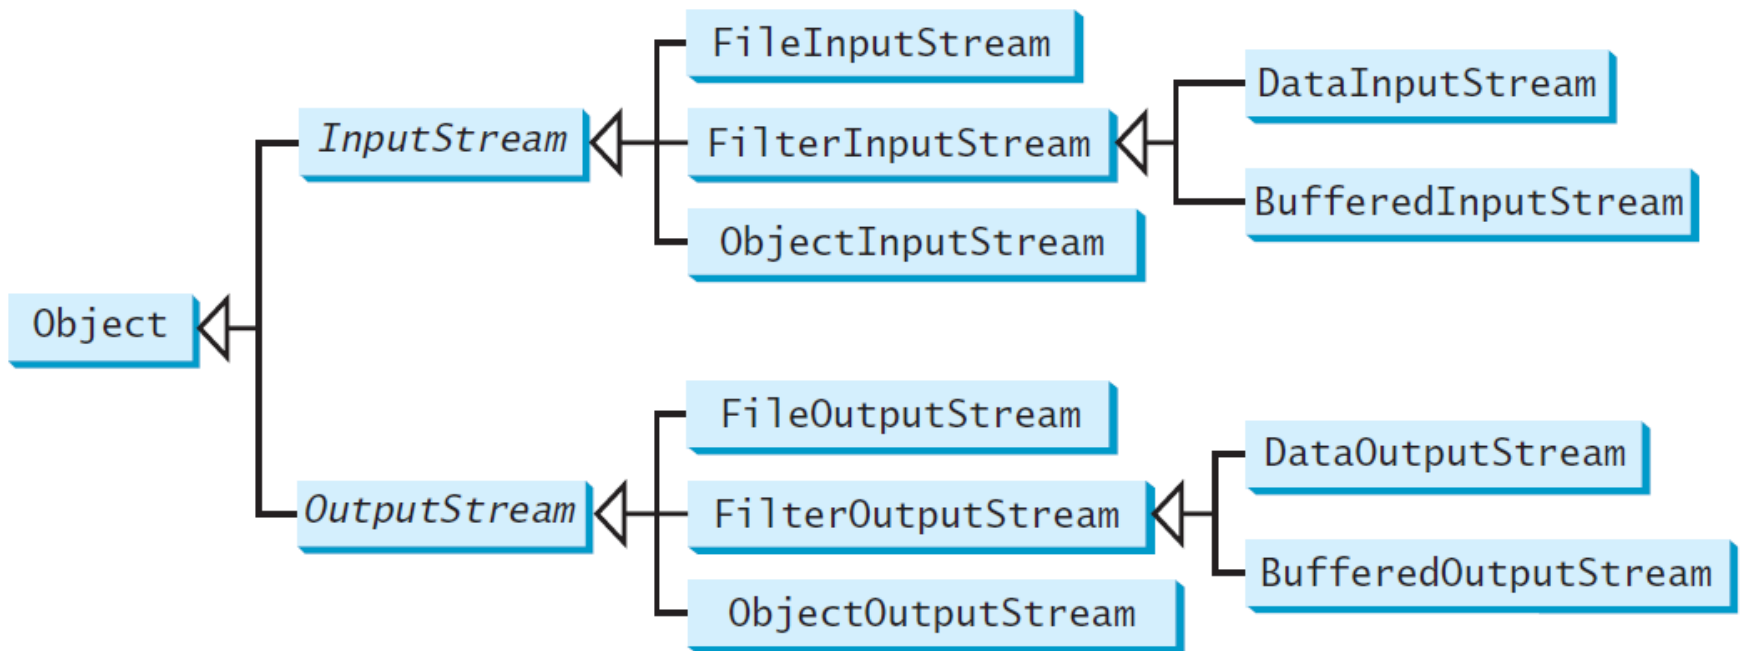 FileInputStream
DataInputStream
InputStream
FilterInputStream
BufferedInputStream
ObjectInputStream
Object
FileOutputStream
DataOutputStream
OutputStream
FilterOutputStream
BufferedOutputStream
ObjectOutputStream